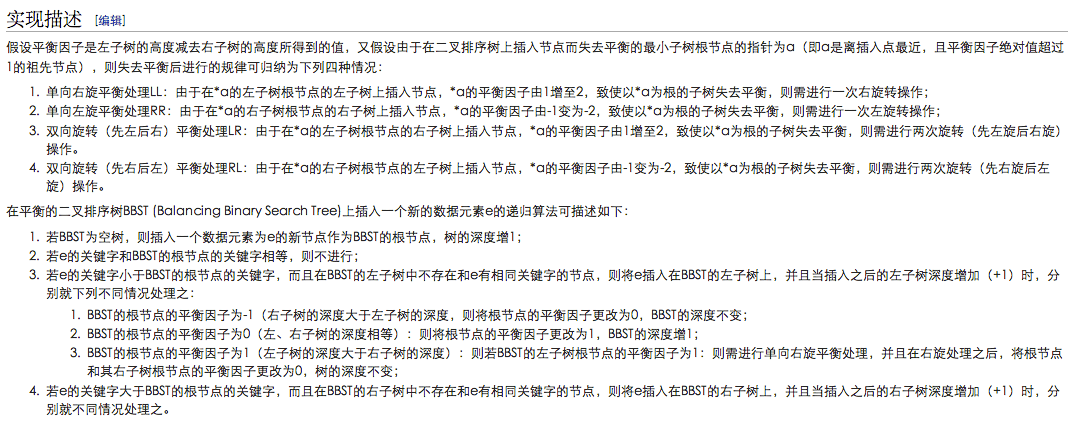 实现描述 [编辑]
假设平衡因子是左子树的高度减去右子树的高度所得到的值，又假设由于在二叉排序树上插入节点而失去平衡的最小子树根节点的指针为a（即a是离插入点最近，且平衡因子绝对值超过
1的祖先节点），则失去平衡后进行的规律可归纳为下列四种情况：
1. 单向右旋平衡处理LL：由于在*a的左子树根节点的左子树上插入节点，*a的平衡因子由1增至2，致使以*a为根的子树失去平衡，则需进行一次右旋转操作；
2. 单向左旋平衡处理RR：由于在*a的右子树根节点的右子树上插入节点，*a的平衡因子由-1变为-2，致使以*a为根的子树失去平衡，则需进行一次左旋转操作；
3. 双向旋转（先左后右）平衡处理LR：由于在*a的左子树根节点的右子树上插入节点，*a的平衡因子由1增至2，致使以*a为根的子树失去平衡，则需进行两次旋转（先左旋后右旋）
操作。
4. 双向旋转（先右后左）平衡处理RL：由于在*a的右子树根节点的左子树上插入节点，*a的平衡因子由-1变为-2，致使以*a为根的子树失去平衡，则需进行两次旋转（先右旋后左
旋）操作。
在平衡的二叉排序树BBST (Balancing Binary Search Tree)上插入一个新的数据元素e的递归算法可描述如下：
1. 若BBST为空树，则插入一个数据元素为e的新节点作为BBST的根节点，树的深度增1；
2. 若e的关键字和BBST的根节点的关键字相等，则不进行；
3. 若e的关键字小于BBST的根节点的关键字，而且在BBST的左子树中不存在和e有相同关键字的节点，则将e插入在BBST的左子树上，并且当插入之后的左子树深度增加（+1）时，分
别就下列不同情况处理之：
1. BBST的根节点的平衡因子为-1（右子树的深度大于左子树的深度，则将根节点的平衡因子更改为0，BBST的深度不变；
2. BBST的根节点的平衡因子为0（左、右子树的深度相等）：则将根节点的平衡因子更改为1，BBST的深度增1；
3. BBST的根节点的平衡因子为1（左子树的深度大于右子树的深度）：则若BBST的左子树根节点的平衡因子为1：则需进行单向右旋平衡处理，并且在右旋处理之后，将根节点
和其右子树根节点的平衡因子更改为0，树的深度不变；
4. 若e的关键字大于BBST的根节点的关键字，而且在BBST的右子树中不存在和e有相同关键字的节点，则将e插入在BBST的右子树上，并且当插入之后的右子树深度增加（+1）时，分
别就不同情况处理之。